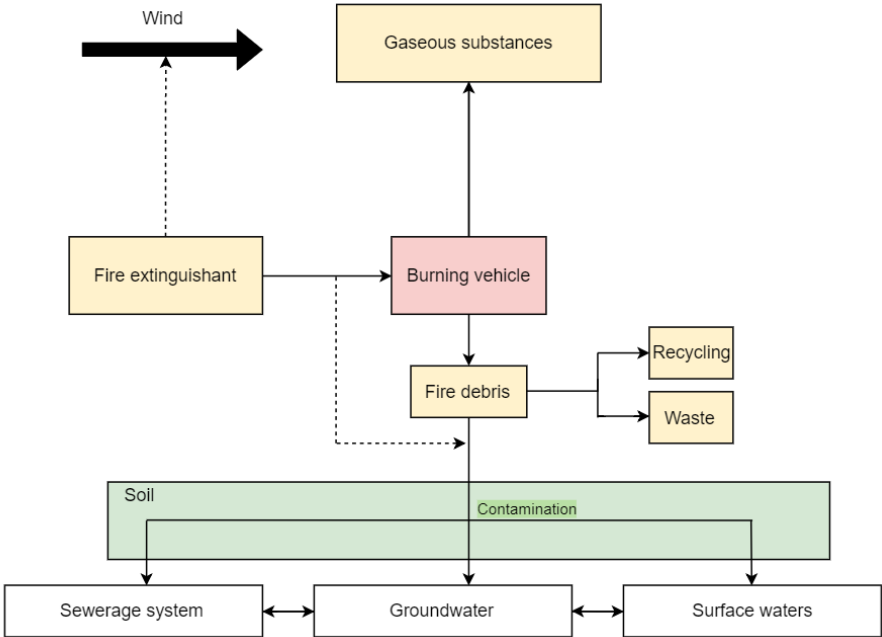 Wind
Gaseous substances
Fire extinguishant
Burning vehicle
Recycling
Fire debris
Waste
Soil
Contamination
Sewerage system
Groundwater
Surface waters